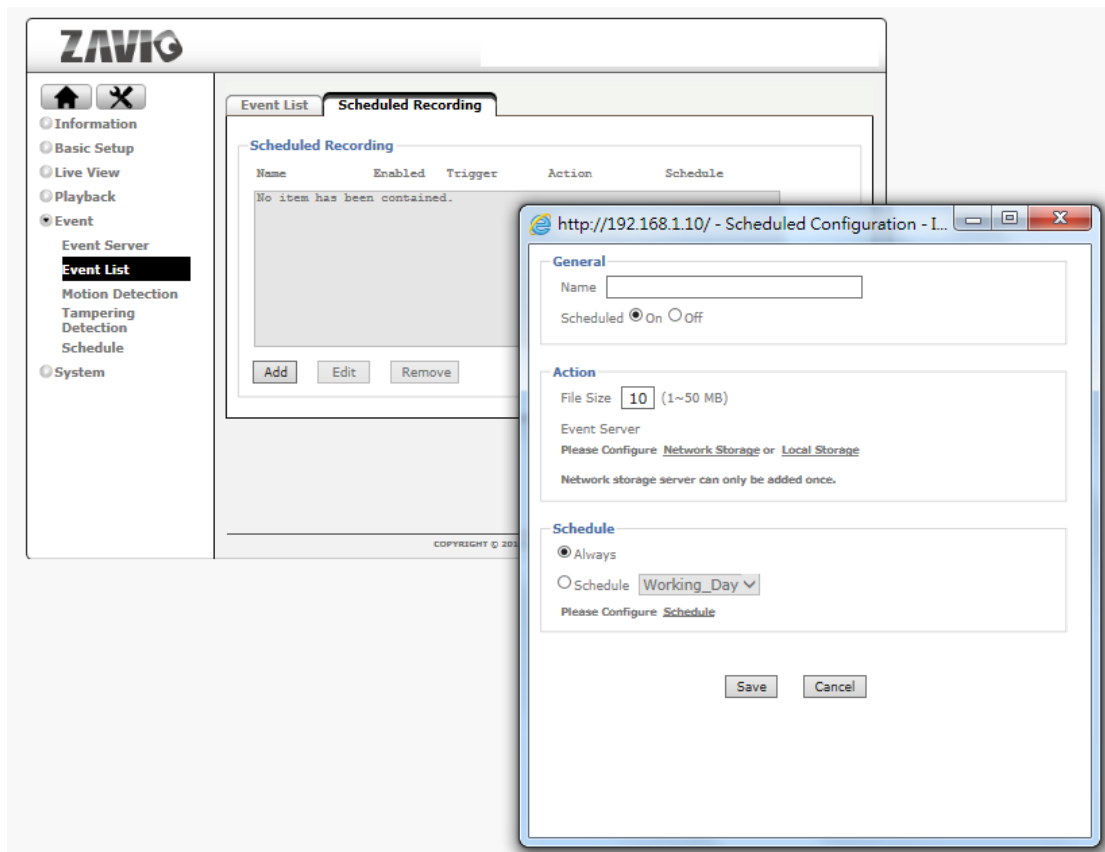 ZAVIO
Information
Basic Setup
Live View
Playback
Event
Event Server
Event List
Motion Detection
Tampering
Detection
Schedule
System
Event List
Scheduled Recording
Scheduled Recording
Name Enabled Trigger Action Schedule
No item has been contained.
Add Edit Remove
COPYRIGHT © 201
http://192.168.1.10/ - Scheduled Configuration - I...
General
Name
Scheduled On Off
Action
File Size 10 (1~50 MB)
Event Server
Please Configure Network Storage or Local Storage
Network storage server can only be added once.
Schedule
Always
Schedule Working_Day
Please Configure Schedule
Save Cancel